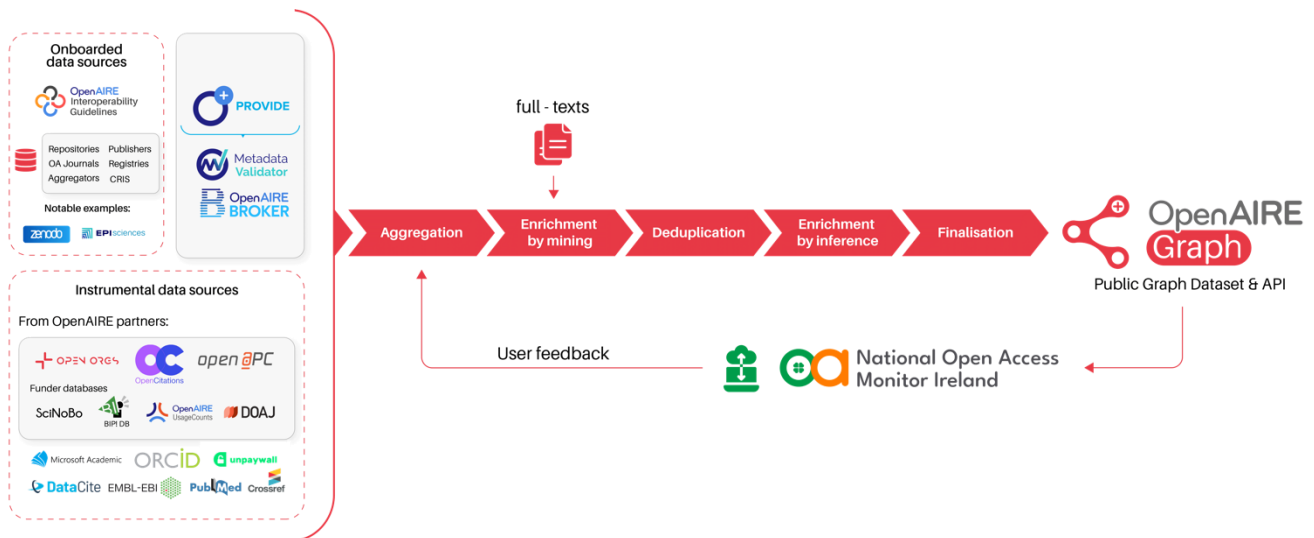 Onboarded
data sources
OpenAIRE
Interoperability
Guidelines
Repositories Publishers
OA Journals Registries
Aggregators CRIS
Notable examples:
zenodo
EPIsciences
PROVIDE
Metadata
Validator
OpenAIRE
BROKER
Instrumental data sources
From OpenAIRE partners:
OPEN ORGS
OpenCitations
open APC
Funder databases
SciNoBo
BIP! DB
OpenAIRE
UsageCounts
DOAJ
Microsoft Academic
ORCID
unpaywall
DataCite
EMBL-EBI
PubMed
Crossref
full - texts
Aggregation
Enrichment
by mining
Deduplication
Enrichment
by inference
Finalisation
OpenAIRE
Graph
Public Graph Dataset & API
User feedback
National Open Access
Monitor Ireland